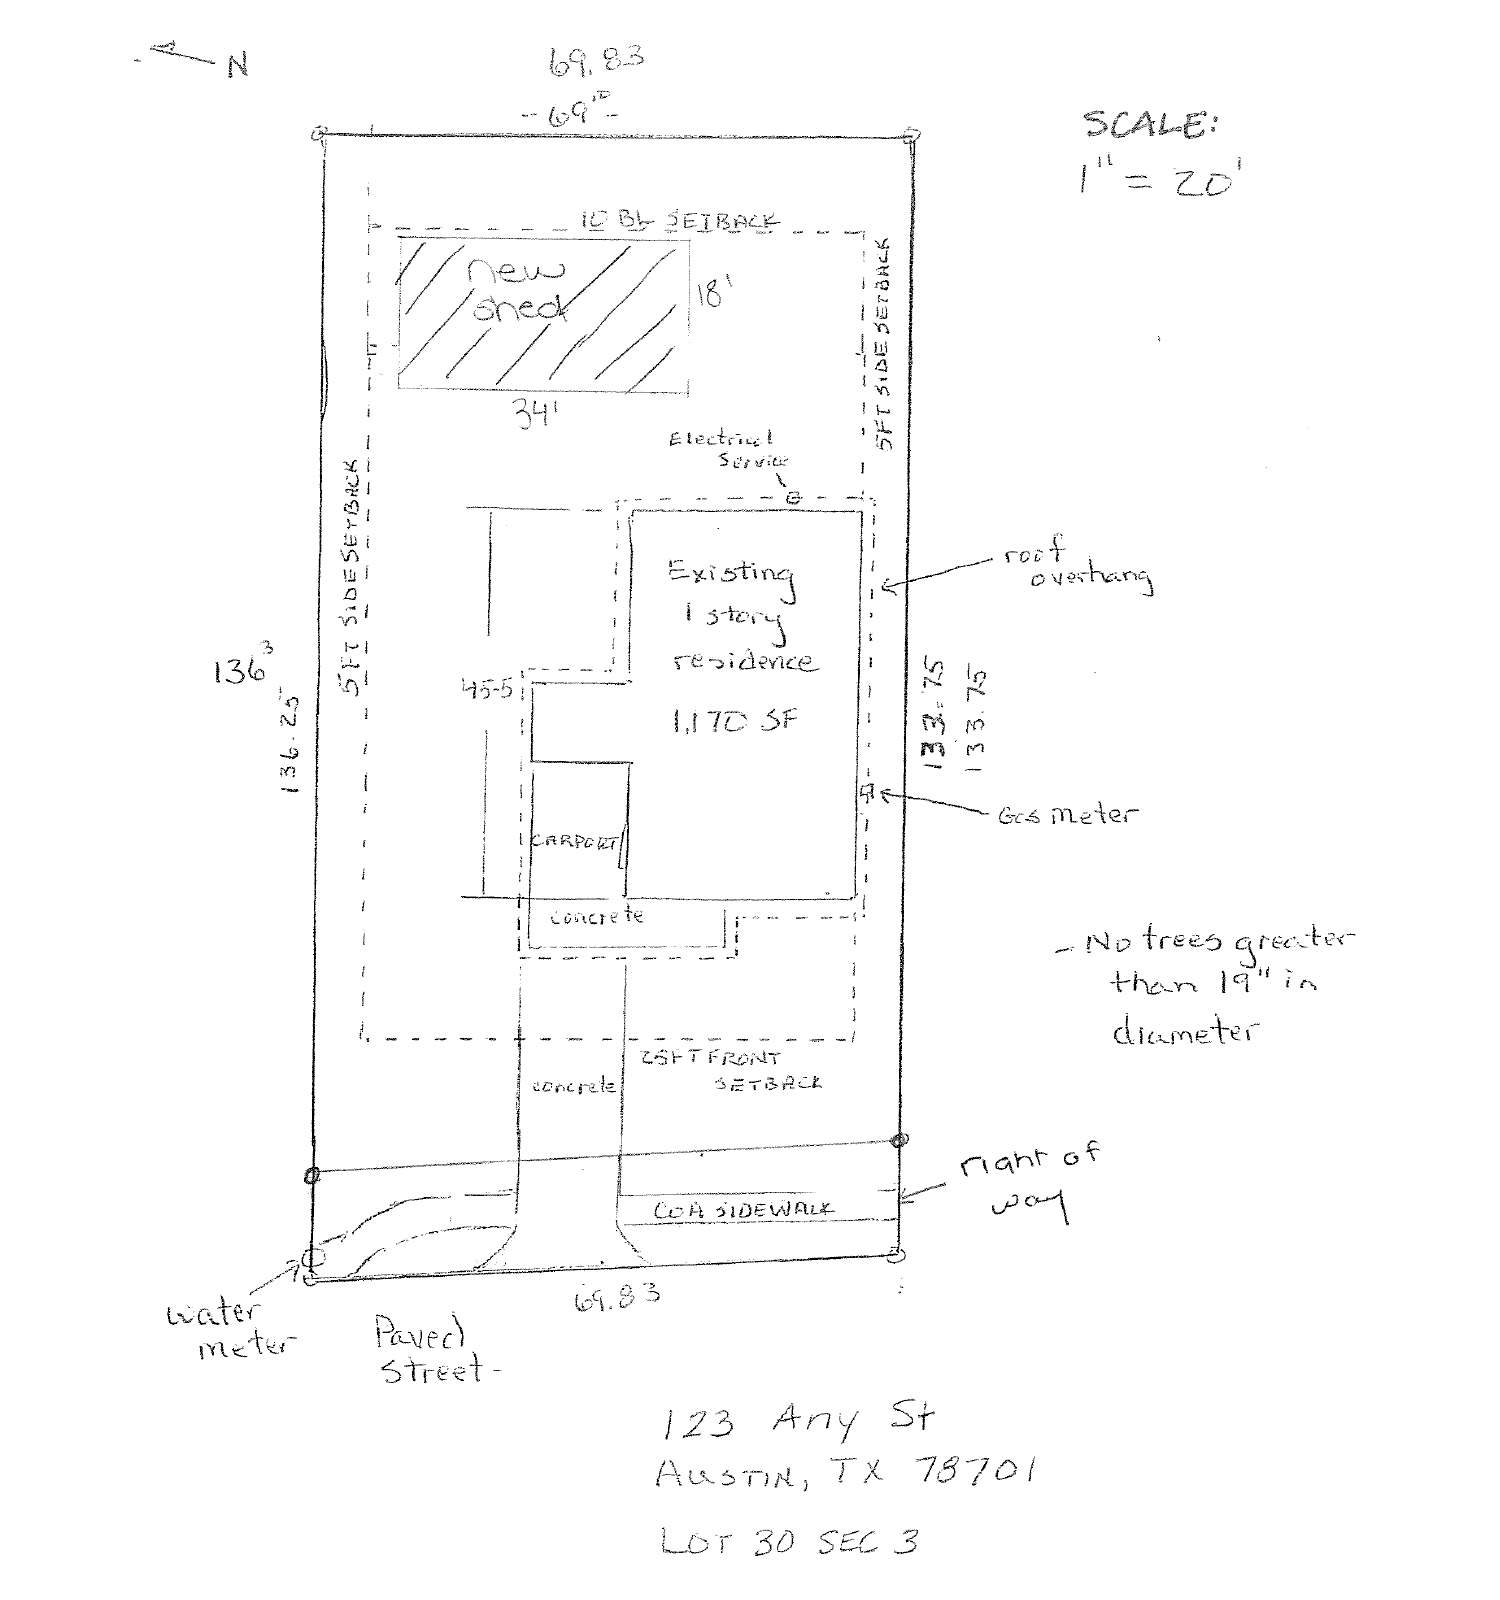 N
69.83
-69'10-
SCALE:
1" = 20'
10 BL SETBACK
new
shed
18'
34'
5FT SIDE SETBACK
Electrical
Service
5FT SIDE SETBACK
roof
overhang
Existing
1 story
residence
1,170 SF
45-5
136³
136.25
133.75
133.75
Gas meter
CARPORT
concrete
- No trees greater
than 19" in
diameter
25FT FRONT
SETBACK
concrete
right of
way
COA SIDEWALK
69.83
water
meter
Paved
street-
123 Any St
AUSTIN, TX 78701
LOT 30 SEC 3